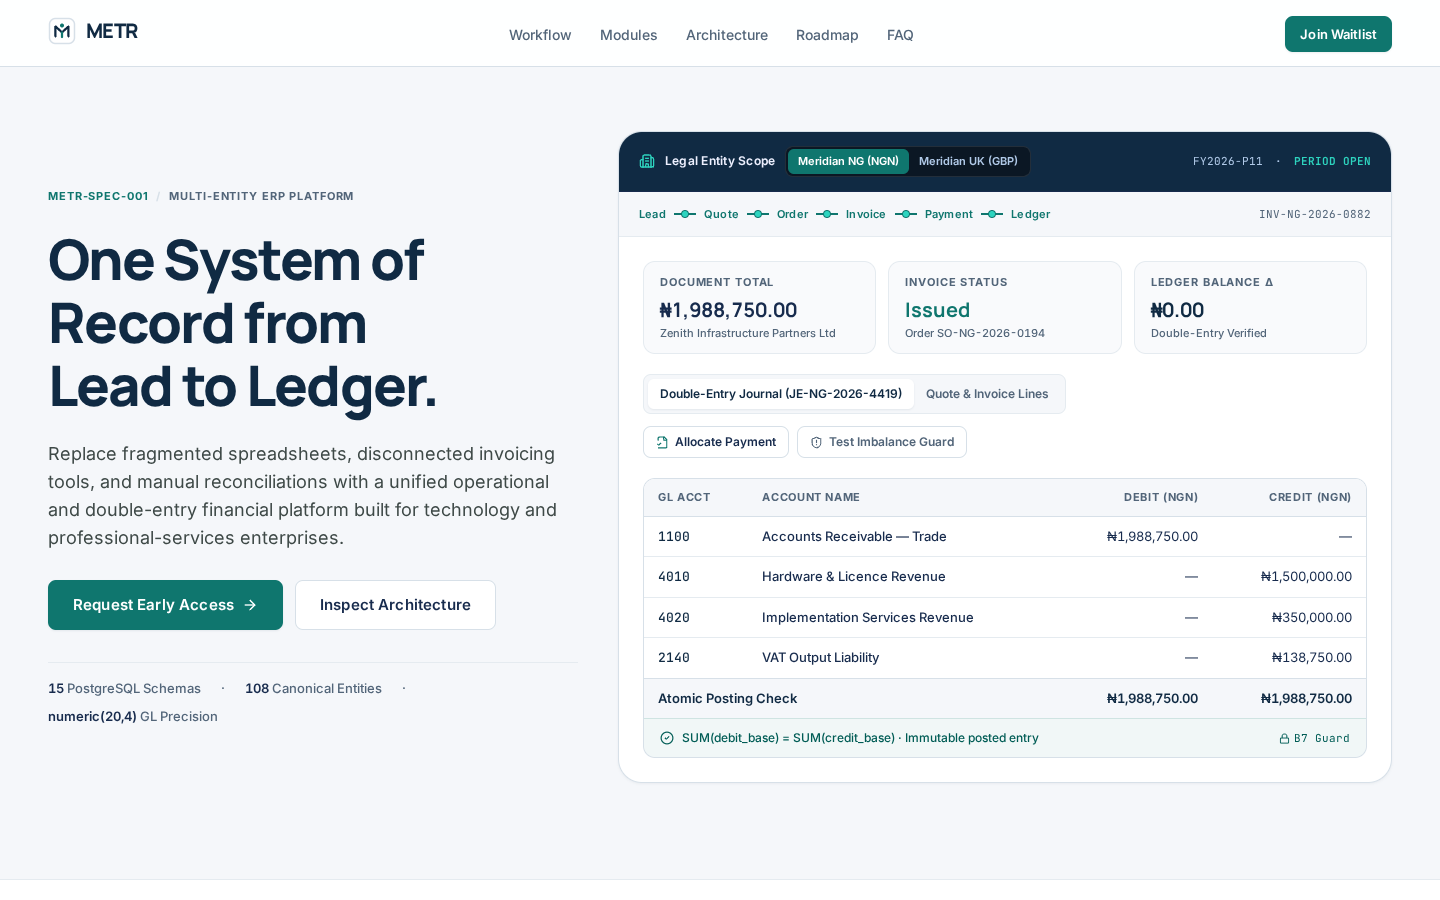 METR
Workflow Modules Architecture Roadmap FAQ
Join Waitlist
METR-SPEC-001 / MULTI-ENTITY ERP PLATFORM
One System of
Record from
Lead to Ledger.
Replace fragmented spreadsheets, disconnected invoicing
tools, and manual reconciliations with a unified operational
and double-entry financial platform built for technology and
professional-services enterprises.
Request Early Access →
Inspect Architecture
15 PostgreSQL Schemas · 108 Canonical Entities ·
numeric(20,4) GL Precision
Legal Entity Scope Meridian NG (NGN) Meridian UK (GBP) FY2026-P11 · PERIOD OPEN
Lead Quote Order Invoice Payment Ledger INV-NG-2026-0882
DOCUMENT TOTAL
₦1,988,750.00
Zenith Infrastructure Partners Ltd
INVOICE STATUS
Issued
Order SO-NG-2026-0194
LEDGER BALANCE Δ
₦0.00
Double-Entry Verified
Double-Entry Journal (JE-NG-2026-4419) Quote & Invoice Lines
Allocate Payment Test Imbalance Guard
GL ACCT ACCOUNT NAME DEBIT (NGN) CREDIT (NGN)
1100 Accounts Receivable — Trade ₦1,988,750.00 —
4010 Hardware & Licence Revenue — ₦1,500,000.00
4020 Implementation Services Revenue — ₦350,000.00
2140 VAT Output Liability — ₦138,750.00
Atomic Posting Check ₦1,988,750.00 ₦1,988,750.00
SUM(debit_base) = SUM(credit_base) · Immutable posted entry B7 Guard